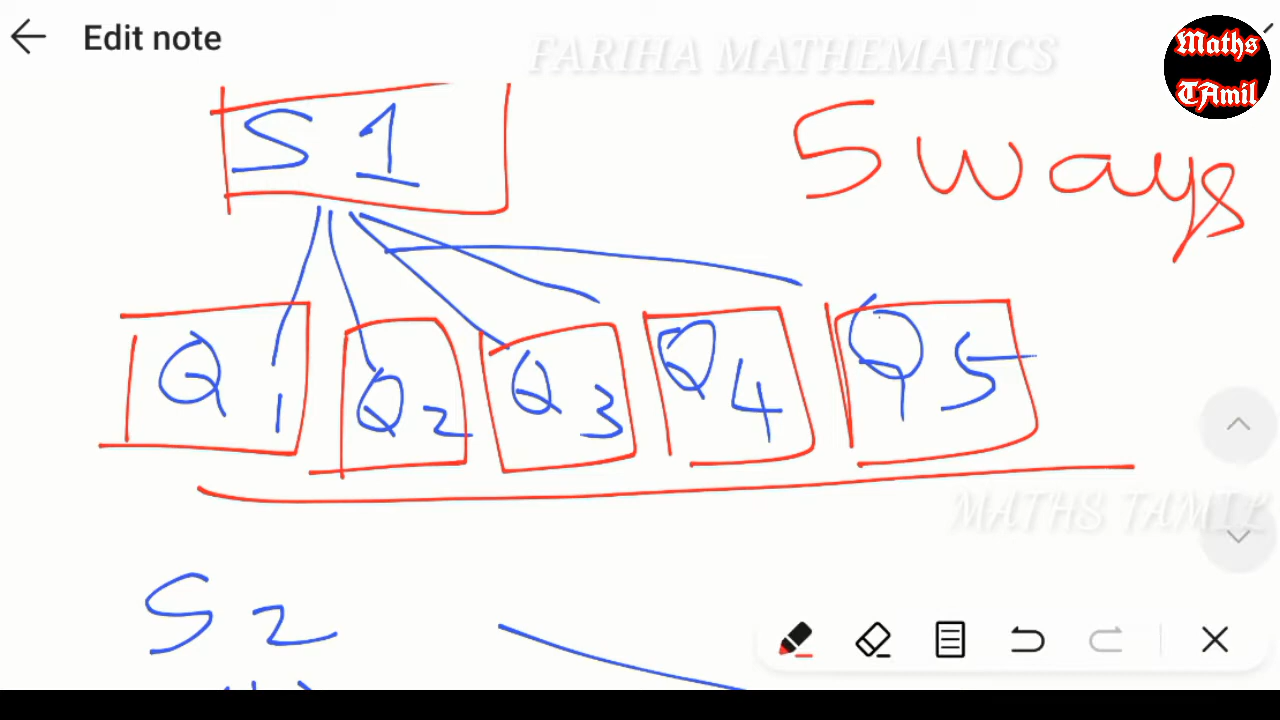 Edit note
FARIHA MATHEMATICS
Maths
TAmil
S 1
5 ways
Q 1
Q 2
Q 3
Q 4
Q 5
MATHS TAMIL
S 2